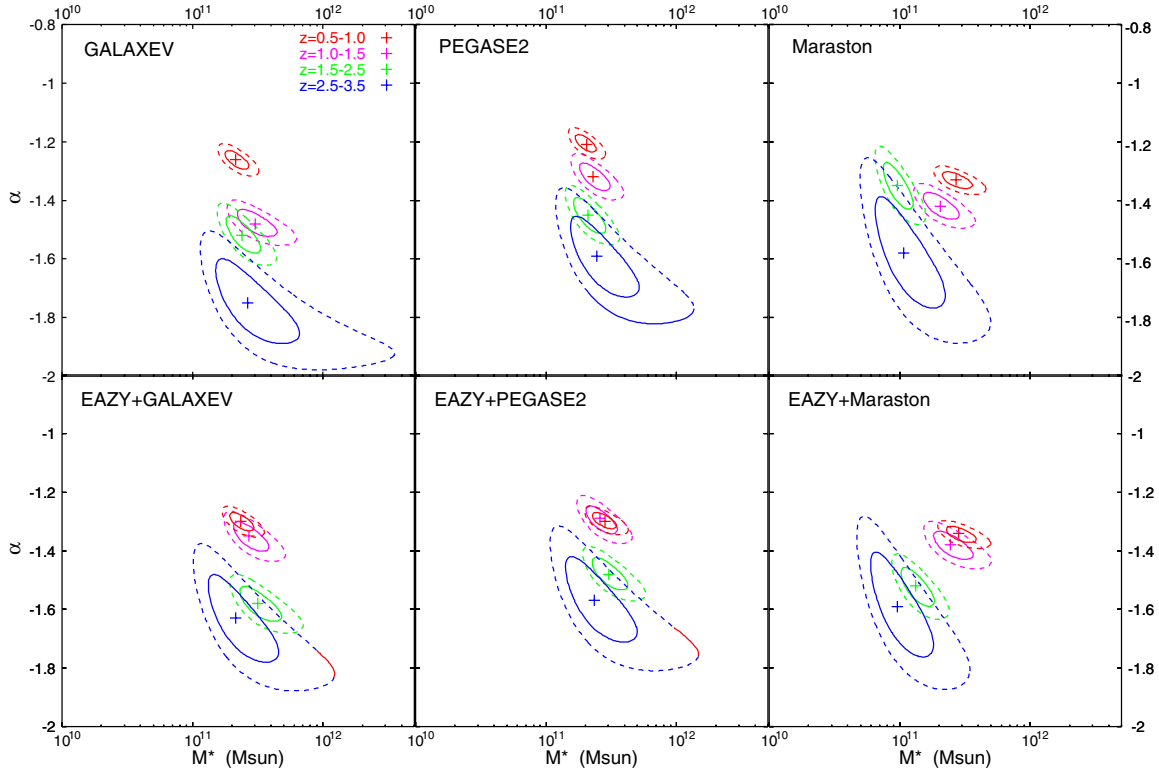 10^10 10^11 10^12 10^10 10^11 10^12 10^10 10^11 10^12
-0.8 -0.8
GALAXEV PEGASE2 Maraston
z=0.5-1.0
z=1.0-1.5
z=1.5-2.5
z=2.5-3.5
-1 -1
-1.2 -1.2
α
-1.4 -1.4
-1.6 -1.6
-1.8 -1.8
-2 -2
EAZY+GALAXEV EAZY+PEGASE2 EAZY+Maraston
-1 -1
-1.2 -1.2
α
-1.4 -1.4
-1.6 -1.6
-1.8 -1.8
-2 -2
10^10 10^11 10^12 10^10 10^11 10^12 10^10 10^11 10^12
M* (Msun) M* (Msun) M* (Msun)